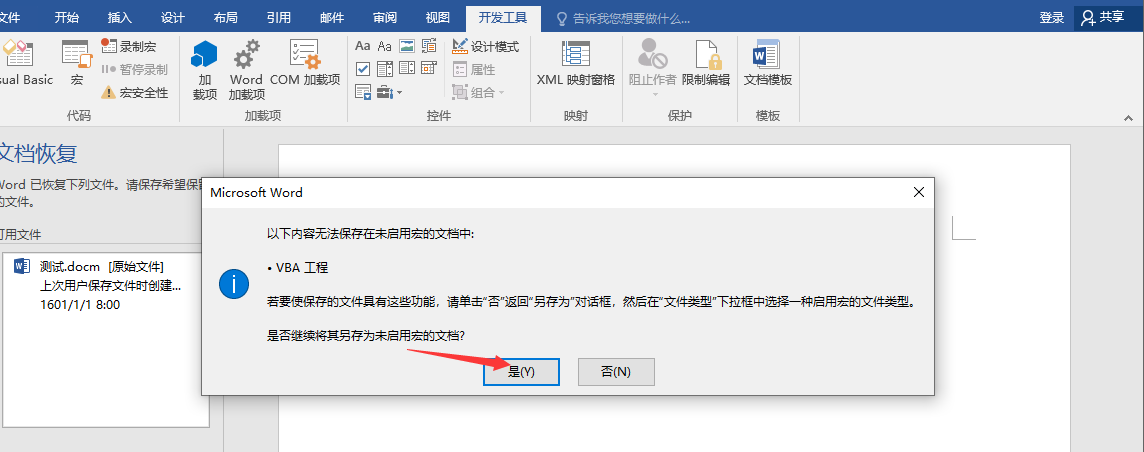 文件 开始 插入 设计 布局 引用 邮件 审阅 视图 开发工具 告诉我您想要做什么... 登录 共享
sual Basic
宏
录制宏
暂停录制
宏安全性
代码
加
载项
Word
加载项
COM 加载项
加载项
Aa Aa
设计模式
属性
组合
控件
XML 映射窗格
映射
阻止作者
限制编辑
保护
文档模板
模板
文档恢复
Word 已恢复下列文件。请保存希望保
的文件。
可用文件
测试.docm [原始文件]
上次用户保存文件时创建...
1601/1/1 8:00
Microsoft Word
以下内容无法保存在未启用宏的文档中:
• VBA 工程
若要使保存的文件具有这些功能，请单击“否”返回“另存为”对话框，然后在“文件类型”下拉框中选择一种启用宏的文件类型。
是否继续将其另存为未启用宏的文档?
是(Y)
否(N)